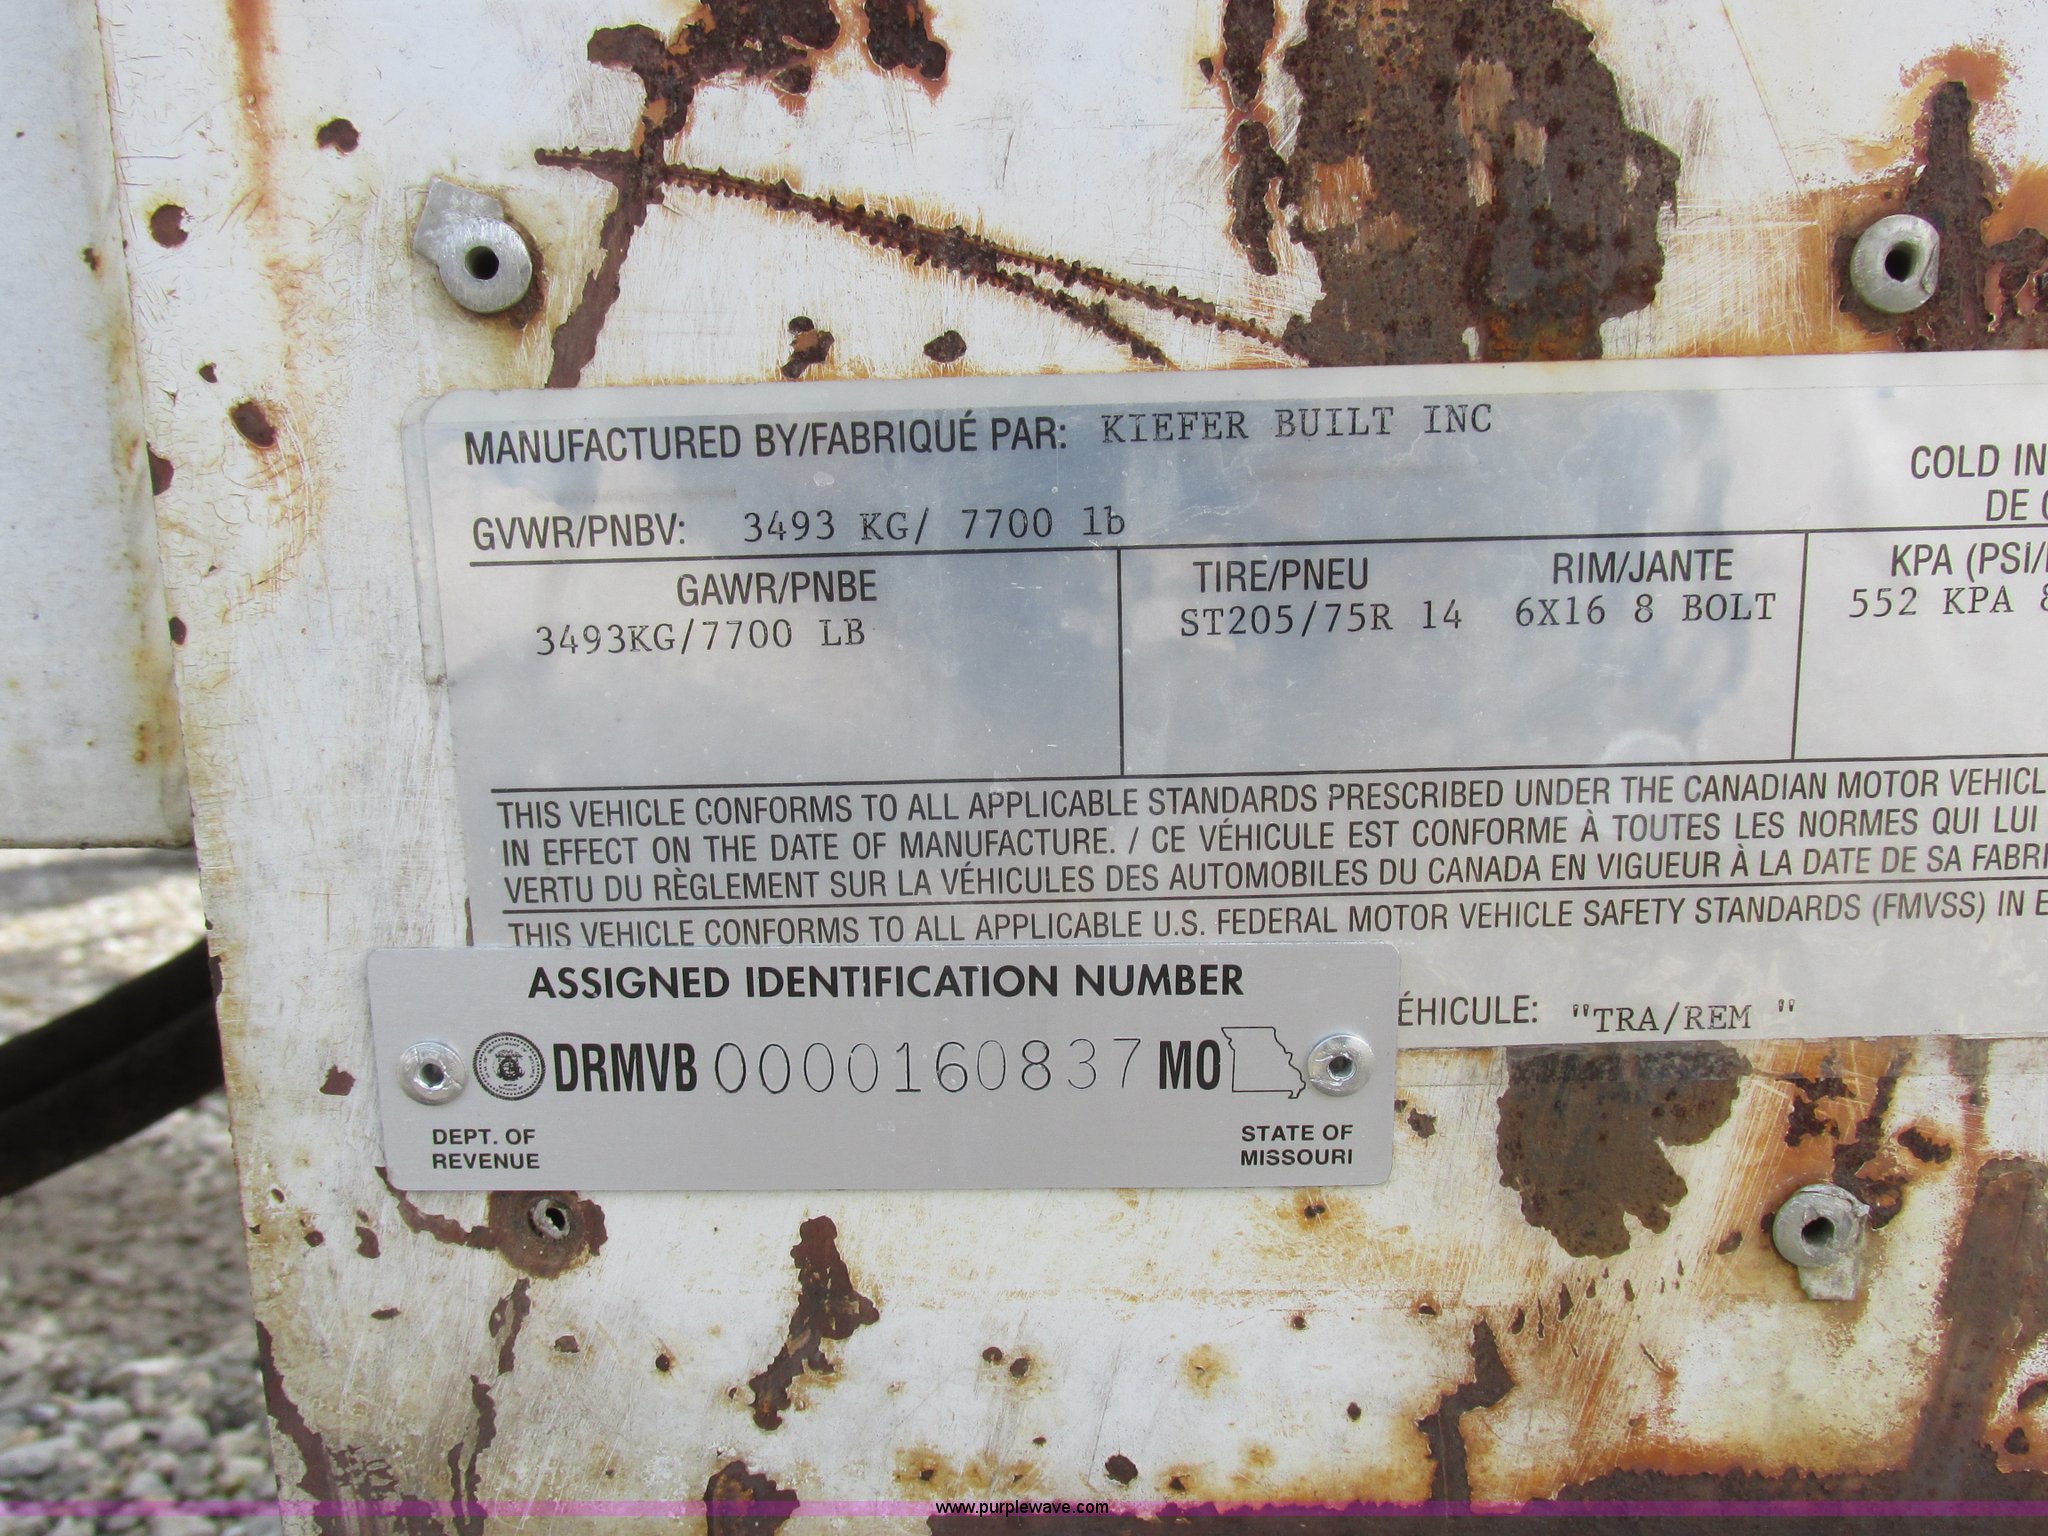 MANUFACTURED BY/FABRIQUÉ PAR: KIEFER BUILT INC
COLD IN
DE
GVWR/PNBV: 3493 KG/ 7700 lb
GAWR/PNBE TIRE/PNEU RIM/JANTE KPA (PSI/
3493KG/7700 LB ST205/75R 14 6X16 8 BOLT 552 KPA 8
THIS VEHICLE CONFORMS TO ALL APPLICABLE STANDARDS PRESCRIBED UNDER THE CANADIAN MOTOR VEHICL
IN EFFECT ON THE DATE OF MANUFACTURE. / CE VÉHICULE EST CONFORME À TOUTES LES NORMES QUI LUI
VERTU DU RÈGLEMENT SUR LA VÉHICULES DES AUTOMOBILES DU CANADA EN VIGUEUR À LA DATE DE SA FABRI
THIS VEHICLE CONFORMS TO ALL APPLICABLE U.S. FEDERAL MOTOR VEHICLE SAFETY STANDARDS (FMVSS) IN E
ÉHICULE: "TRA/REM "
ASSIGNED IDENTIFICATION NUMBER
DRMVB 0000160837 MO
DEPT. OF
REVENUE
STATE OF
MISSOURI
www.purplewave.com